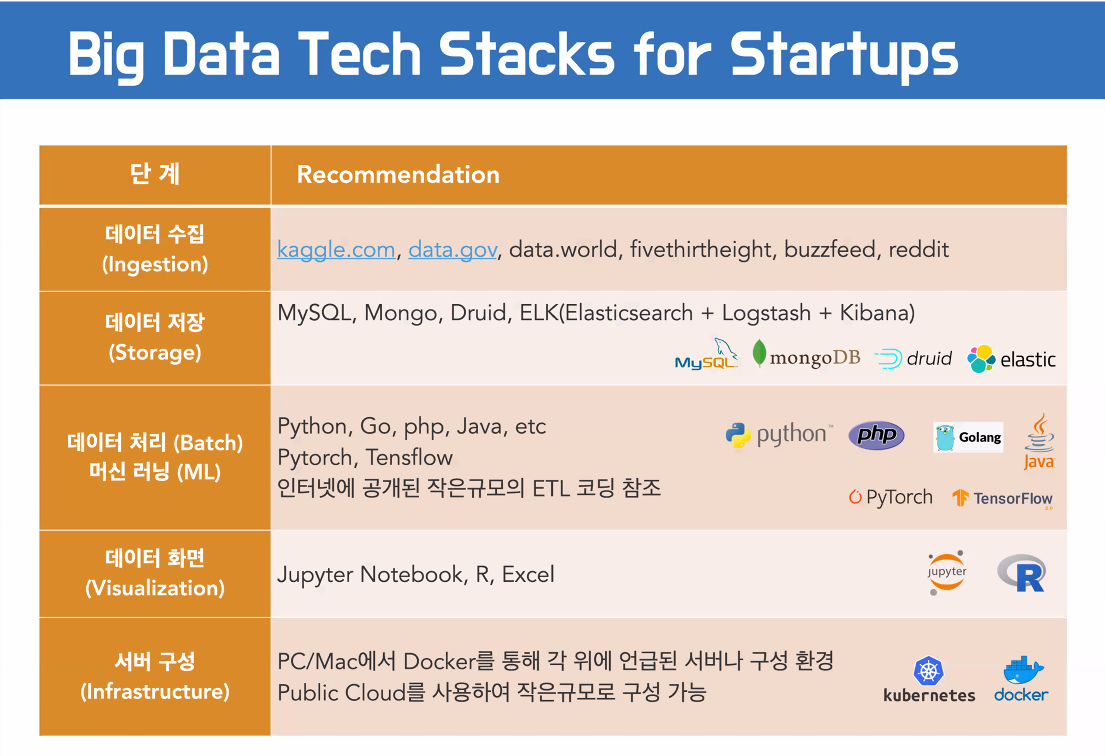 Big Data Tech Stacks for Startups
단 계
Recommendation
데이터 수집
(Ingestion)
kaggle.com, data.gov, data.world, fivethirtheight, buzzfeed, reddit
데이터 저장
(Storage)
MySQL, Mongo, Druid, ELK(Elasticsearch + Logstash + Kibana)
MySQL
mongoDB
druid
elastic
데이터 처리 (Batch)
머신 러닝 (ML)
Python, Go, php, Java, etc
Pytorch, Tensflow
인터넷에 공개된 작은규모의 ETL 코딩 참조
python™
php
Golang
Java
PyTorch
TensorFlow
2.0
데이터 화면
(Visualization)
Jupyter Notebook, R, Excel
jupyter
R
서버 구성
(Infrastructure)
PC/Mac에서 Docker를 통해 각 위에 언급된 서버나 구성 환경
Public Cloud를 사용하여 작은규모로 구성 가능
kubernetes
docker